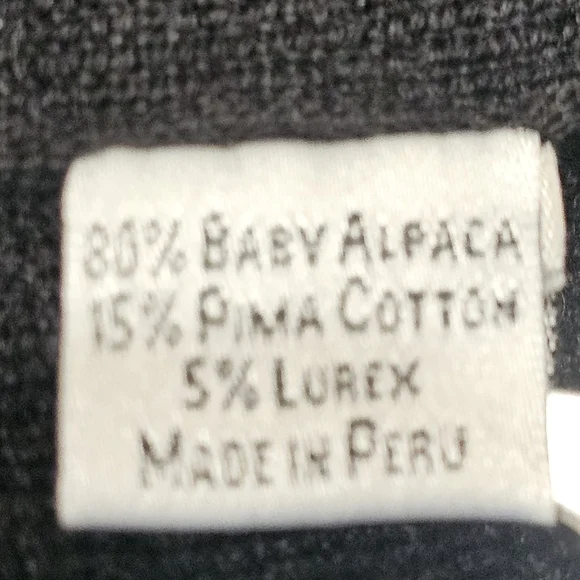 80% BABY ALPACA
15% PIMA COTTON
5% LUREX
MADE IN PERU